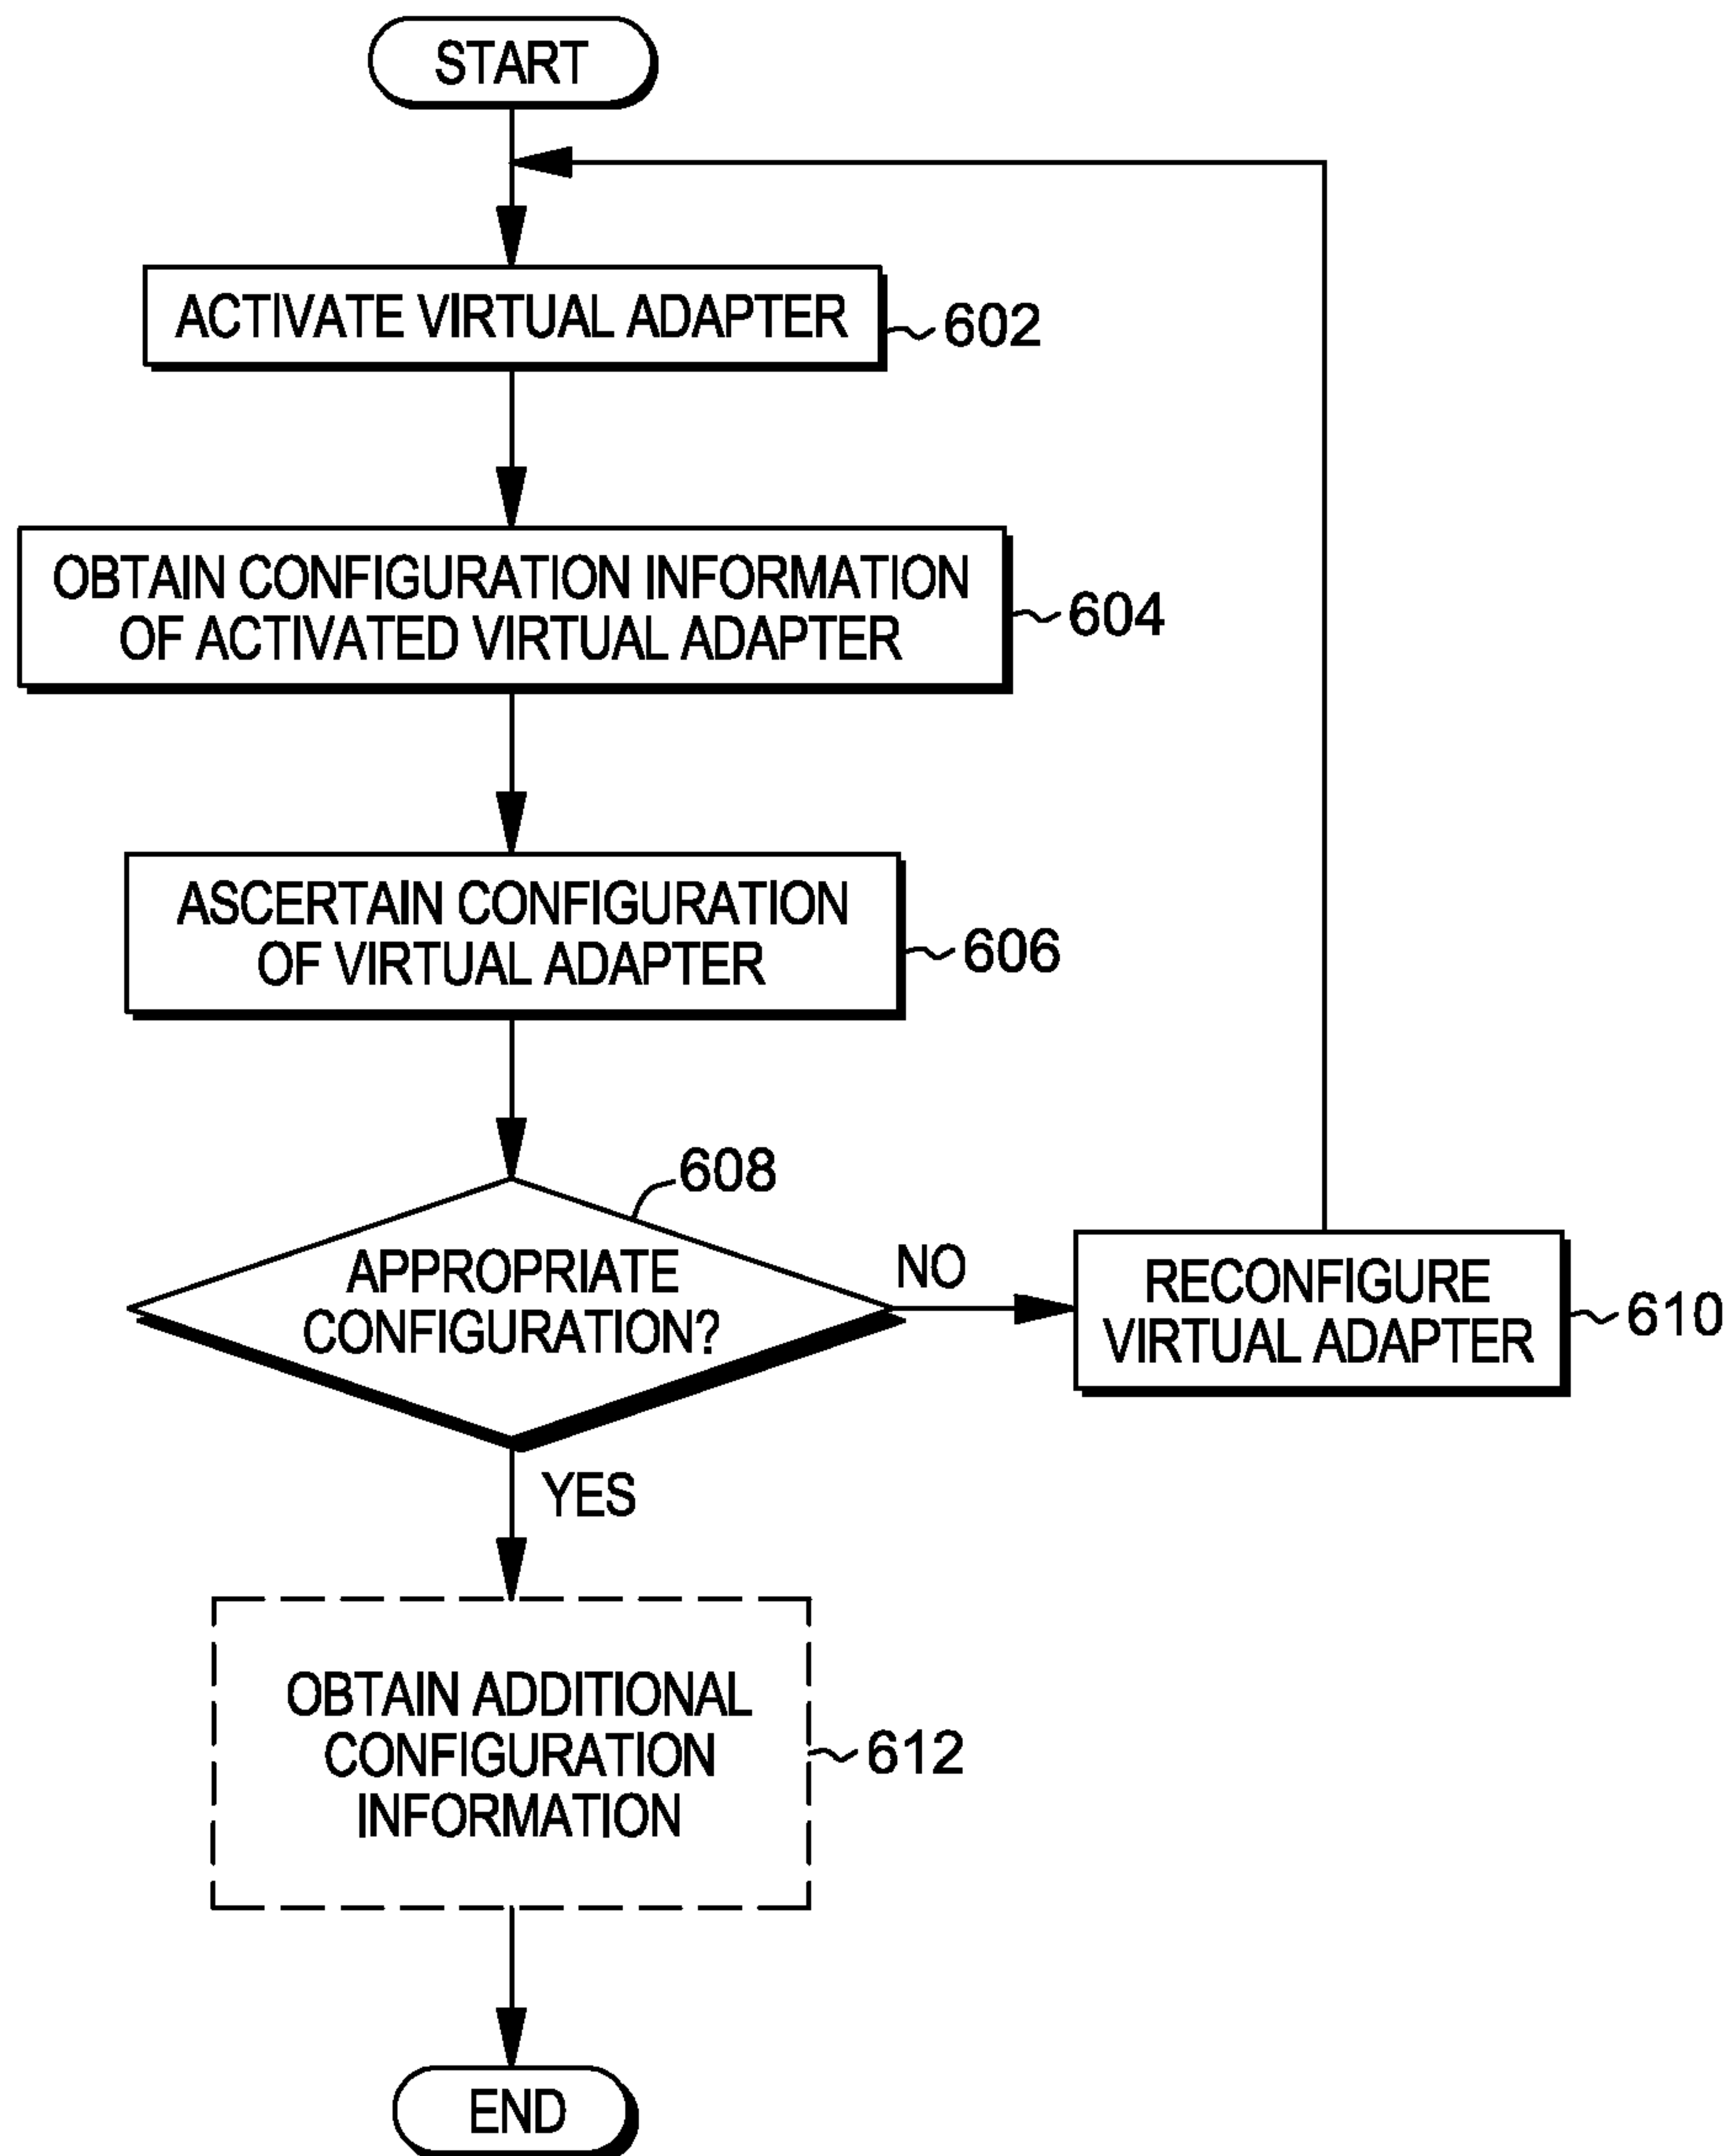 START
ACTIVATE VIRTUAL ADAPTER
602
OBTAIN CONFIGURATION INFORMATION
OF ACTIVATED VIRTUAL ADAPTER
604
ASCERTAIN CONFIGURATION
OF VIRTUAL ADAPTER
606
608
APPROPRIATE
CONFIGURATION?
NO
RECONFIGURE
VIRTUAL ADAPTER
610
YES
OBTAIN ADDITIONAL
CONFIGURATION
INFORMATION
612
END